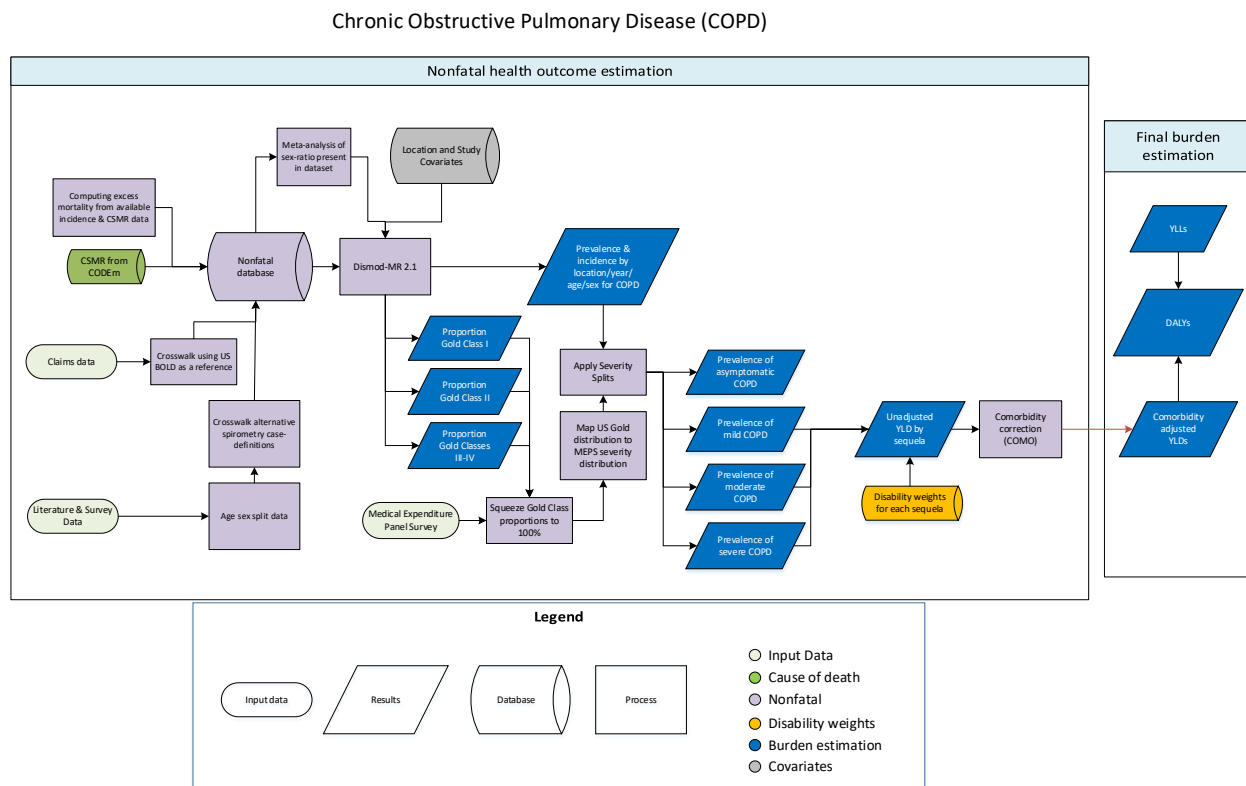 Chronic Obstructive Pulmonary Disease (COPD)
Nonfatal health outcome estimation
Final burden
estimation
Meta-analysis of
sex-ratio present
in dataset
Location and Study
Covariates
Computing excess
mortality from available
incidence & CSMR data
CSMR from
CODEm
Nonfatal
database
Dismod-MR 2.1
Prevalence &
incidence by
location/year/
age/sex for COPD
YLLs
DALYs
Claims data
Crosswalk using US
BOLD as a reference
Proportion
Gold Class I
Proportion
Gold Class II
Proportion
Gold Classes
III-IV
Apply Severity
Splits
Prevalence of
asymptomatic COPD
Crosswalk alternative
spirometry case-
definitions
Map US Gold
distribution to
MEPS severity
distribution
Prevalence of
mild COPD
Unadjusted
YLD by
sequela
Comorbidity
correction
(COMO)
Comorbidity
adjusted YLDs
Prevalence of
moderate
COPD
Disability weights
for each sequela
Literature & Survey
Data
Age sex split data
Medical Expenditure
Panel Survey
Squeeze Gold Class
proportions to
100%
Prevalence of
severe COPD
Legend
Input data
Results
Database
Process
Input Data
Cause of death
Nonfatal
Disability weights
Burden estimation
Covariates